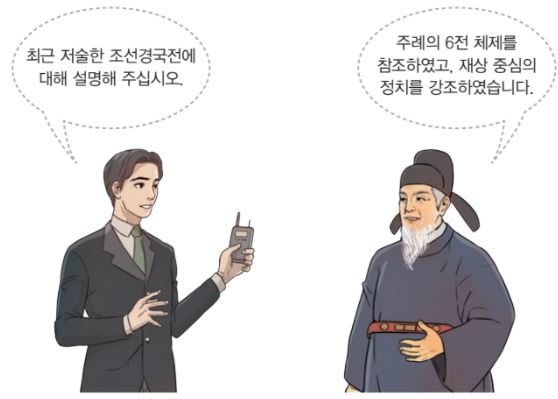 최근 저술한 조선경국전에
대해 설명해 주십시오.
주례의 6전 체제를
참조하였고, 재상 중심의
정치를 강조하였습니다.